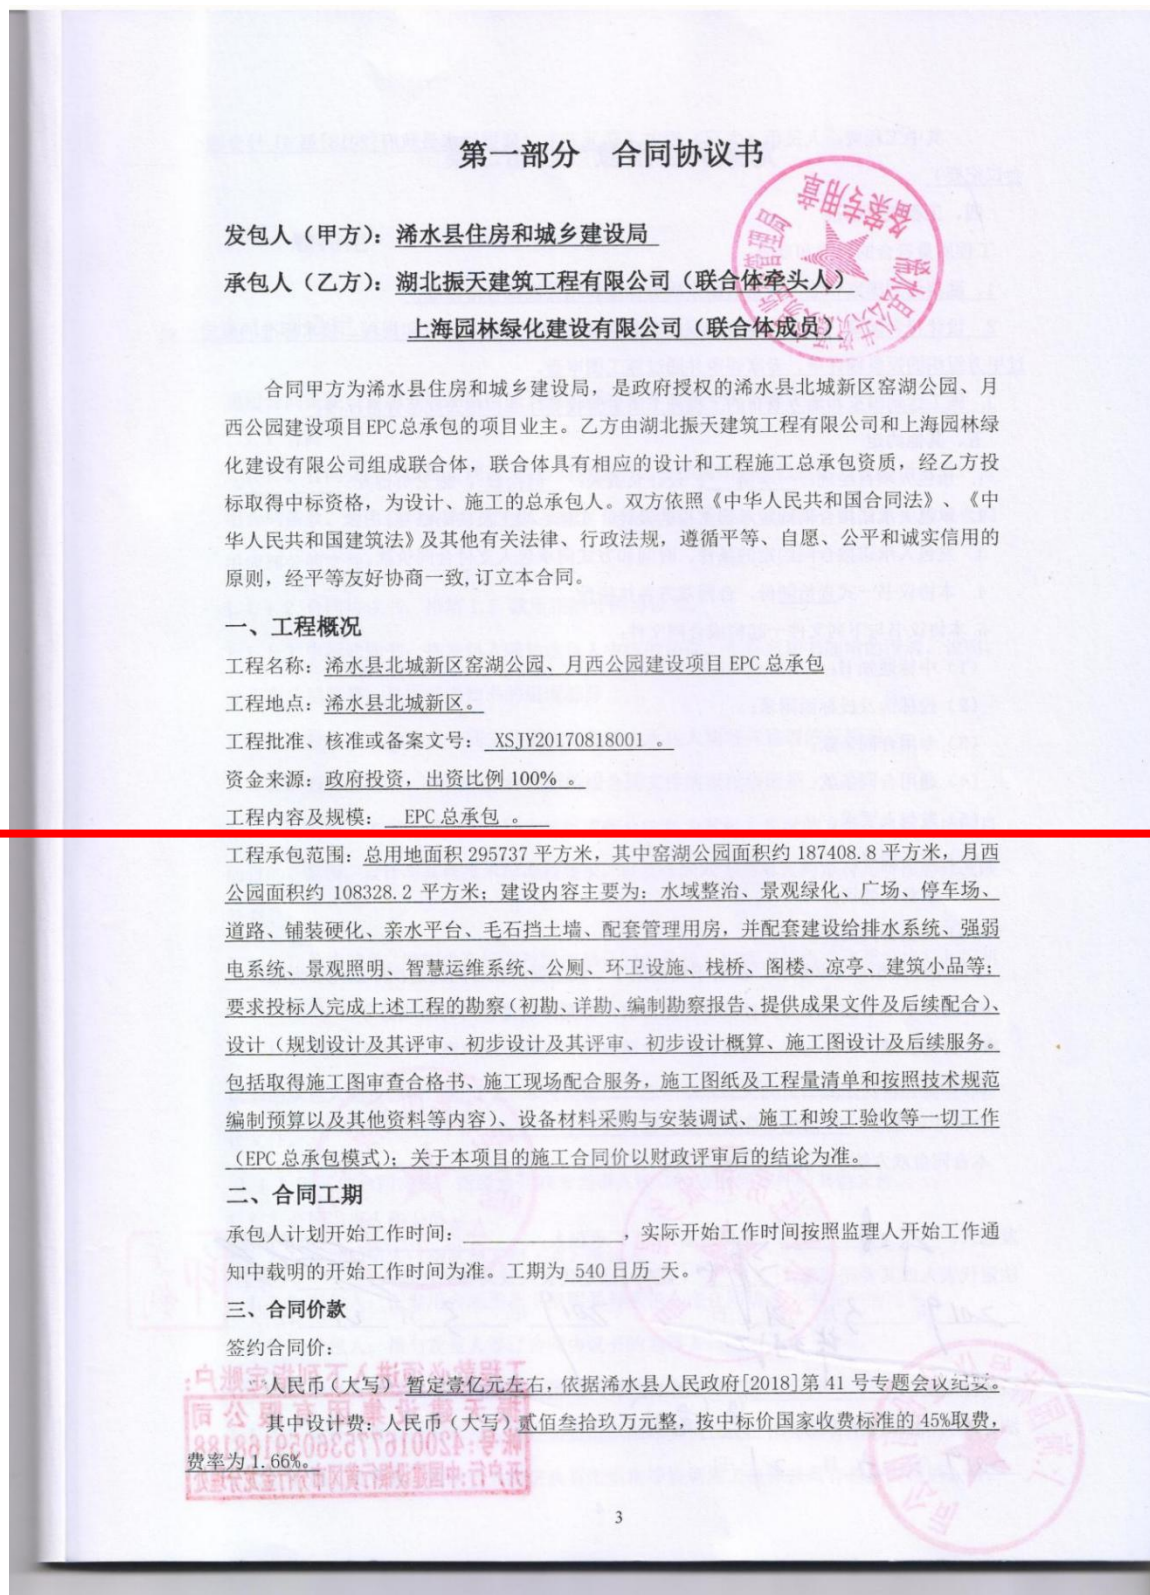 第一部分 合同协议书
发包人（甲方）：浠水县住房和城乡建设局
承包人（乙方）：湖北振天建筑工程有限公司（联合体牵头人）
上海园林绿化建设有限公司（联合体成员）
合同甲方为浠水县住房和城乡建设局，是政府授权的浠水县北城新区窑湖公园、月
西公园建设项目EPC总承包的项目业主。乙方由湖北振天建筑工程有限公司和上海园林绿
化建设有限公司组成联合体，联合体具有相应的设计和工程施工总承包资质，经乙方投
标取得中标资格，为设计、施工的总承包人。双方依照《中华人民共和国合同法》、《中
华人民共和国建筑法》及其他有关法律、行政法规，遵循平等、自愿、公平和诚实信用的
原则，经平等友好协商一致,订立本合同。
一、工程概况
工程名称：浠水县北城新区窑湖公园、月西公园建设项目 EPC 总承包
工程地点：浠水县北城新区。
工程批准、核准或备案文号： XSJY20170818001 。
资金来源：政府投资，出资比例 100% 。
工程内容及规模： EPC 总承包 。
工程承包范围：总用地面积 295737 平方米，其中窑湖公园面积约 187408.8 平方米，月西
公园面积约 108328.2 平方米；建设内容主要为：水域整治、景观绿化、广场、停车场、
道路、铺装硬化、亲水平台、毛石挡土墙、配套管理用房，并配套建设给排水系统、强弱
电系统、景观照明、智慧运维系统、公厕、环卫设施、栈桥、阁楼、凉亭、建筑小品等；
要求投标人完成上述工程的勘察（初勘、详勘、编制勘察报告、提供成果文件及后续配合）、
设计（规划设计及其评审、初步设计及其评审、初步设计概算、施工图设计及后续服务。
包括取得施工图审查合格书、施工现场配合服务，施工图纸及工程量清单和按照技术规范
编制预算以及其他资料等内容）、设备材料采购与安装调试、施工和竣工验收等一切工作
（EPC 总承包模式）；关于本项目的施工合同价以财政评审后的结论为准。
二、合同工期
承包人计划开始工作时间： ，实际开始工作时间按照监理人开始工作通
知中载明的开始工作时间为准。工期为 540 日历 天。
三、合同价款
签约合同价：
人民币（大写） 暂定壹亿元左右，依据浠水县人民政府[2018]第 41 号专题会议纪要。
其中设计费：人民币（大写）贰佰叁拾玖万元整，按中标价国家收费标准的 45%取费，
费率为 1.66%。
3
备案专用章